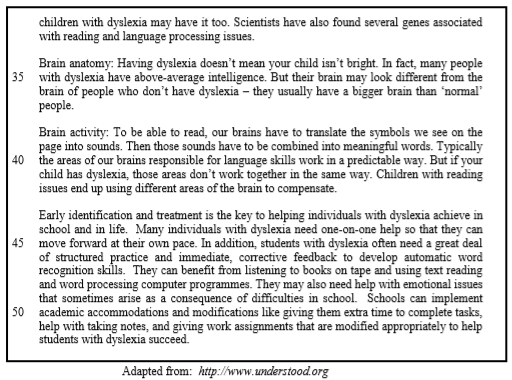 children with dyslexia may have it too. Scientists have also found several genes associated
with reading and language processing issues.
Brain anatomy: Having dyslexia doesn't mean your child isn't bright. In fact, many people
35 with dyslexia have above-average intelligence. But their brain may look different from the
brain of people who don't have dyslexia – they usually have a bigger brain than 'normal'
people.
Brain activity: To be able to read, our brains have to translate the symbols we see on the
page into sounds. Then those sounds have to be combined into meaningful words. Typically
40 the areas of our brains responsible for language skills work in a predictable way. But if your
child has dyslexia, those areas don't work together in the same way. Children with reading
issues end up using different areas of the brain to compensate.
Early identification and treatment is the key to helping individuals with dyslexia achieve in
school and in life. Many individuals with dyslexia need one-on-one help so that they can
45 move forward at their own pace. In addition, students with dyslexia often need a great deal
of structured practice and immediate, corrective feedback to develop automatic word
recognition skills. They can benefit from listening to books on tape and using text reading
and word processing computer programmes. They may also need help with emotional issues
that sometimes arise as a consequence of difficulties in school. Schools can implement
50 academic accommodations and modifications like giving them extra time to complete tasks,
help with taking notes, and giving work assignments that are modified appropriately to help
students with dyslexia succeed.
Adapted from: http://www.understood.org